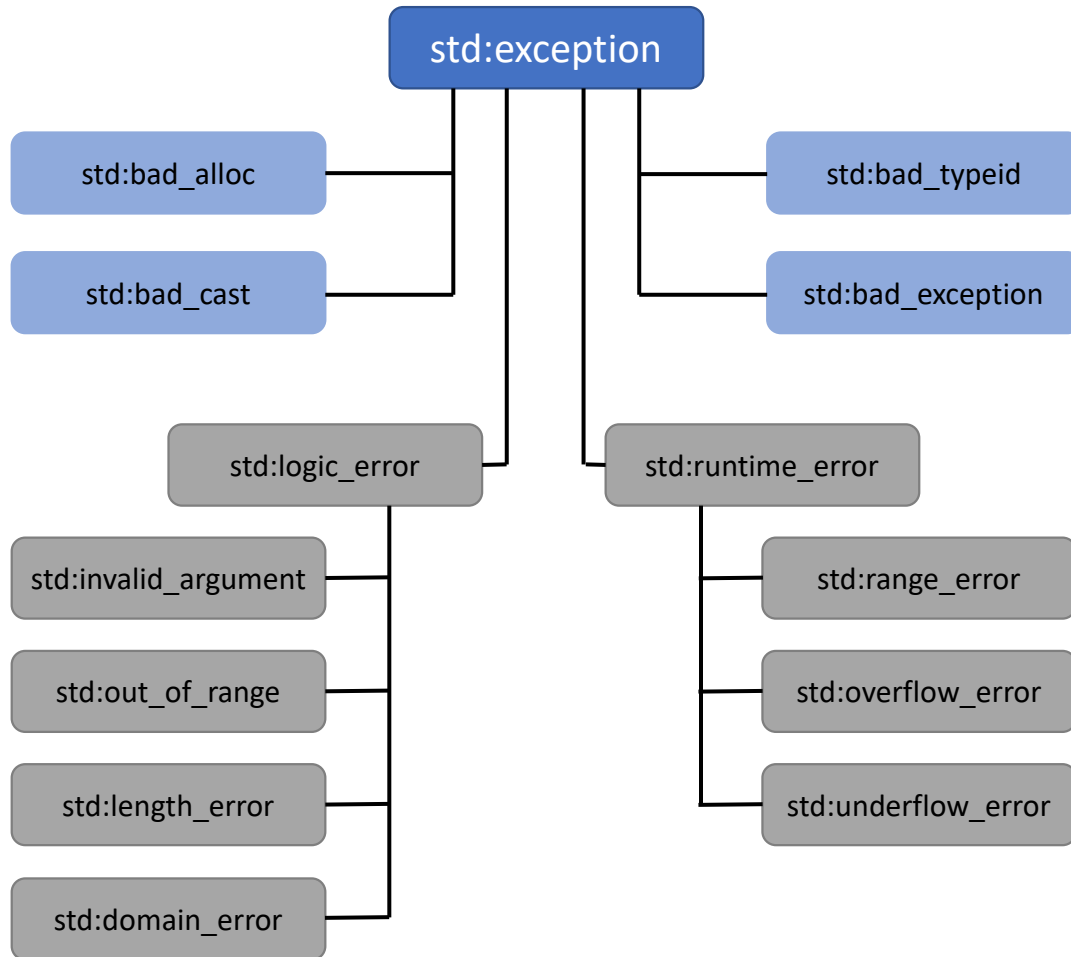 std:exception
std:bad_alloc
std:bad_typeid
std:bad_cast
std:bad_exception
std:logic_error
std:runtime_error
std:invalid_argument
std:range_error
std:out_of_range
std:overflow_error
std:length_error
std:underflow_error
std:domain_error